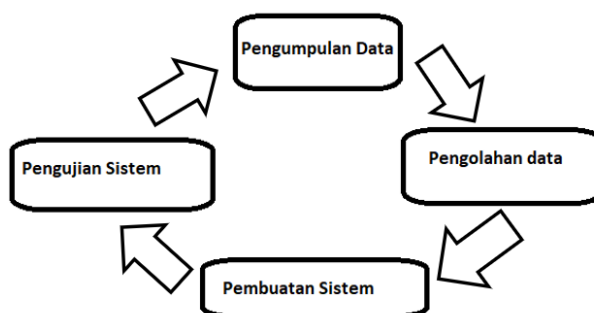 Pengumpulan Data
Pengolahan data
Pembuatan Sistem
Pengujian Sistem